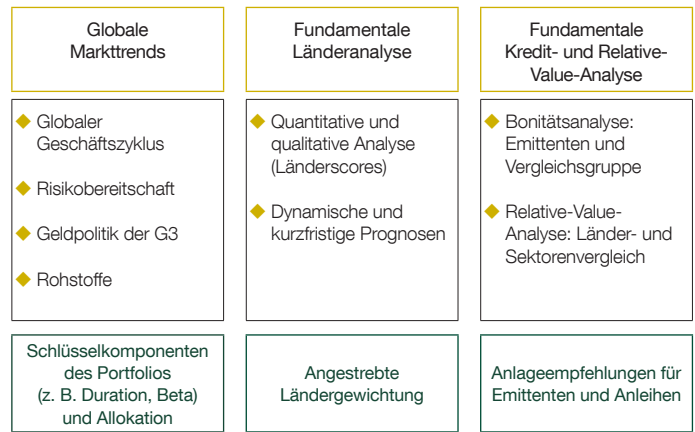 Globale
Markttrends
◆ Globaler
Geschäftszyklus
◆ Risikobereitschaft
◆ Geldpolitik der G3
◆ Rohstoffe
Schlüsselkomponenten
des Portfolios
(z. B. Duration, Beta)
und Allokation
Fundamentale
Länderanalyse
◆ Quantitative und
qualitative Analyse
(Länderscores)
◆ Dynamische und
kurzfristige Prognosen
Angestrebte
Ländergewichtung
Fundamentale
Kredit- und Relative-
Value-Analyse
◆ Bonitätsanalyse:
Emittenten und
Vergleichsgruppe
◆ Relative-Value-
Analyse: Länder- und
Sektorenvergleich
Anlageempfehlungen für
Emittenten und Anleihen